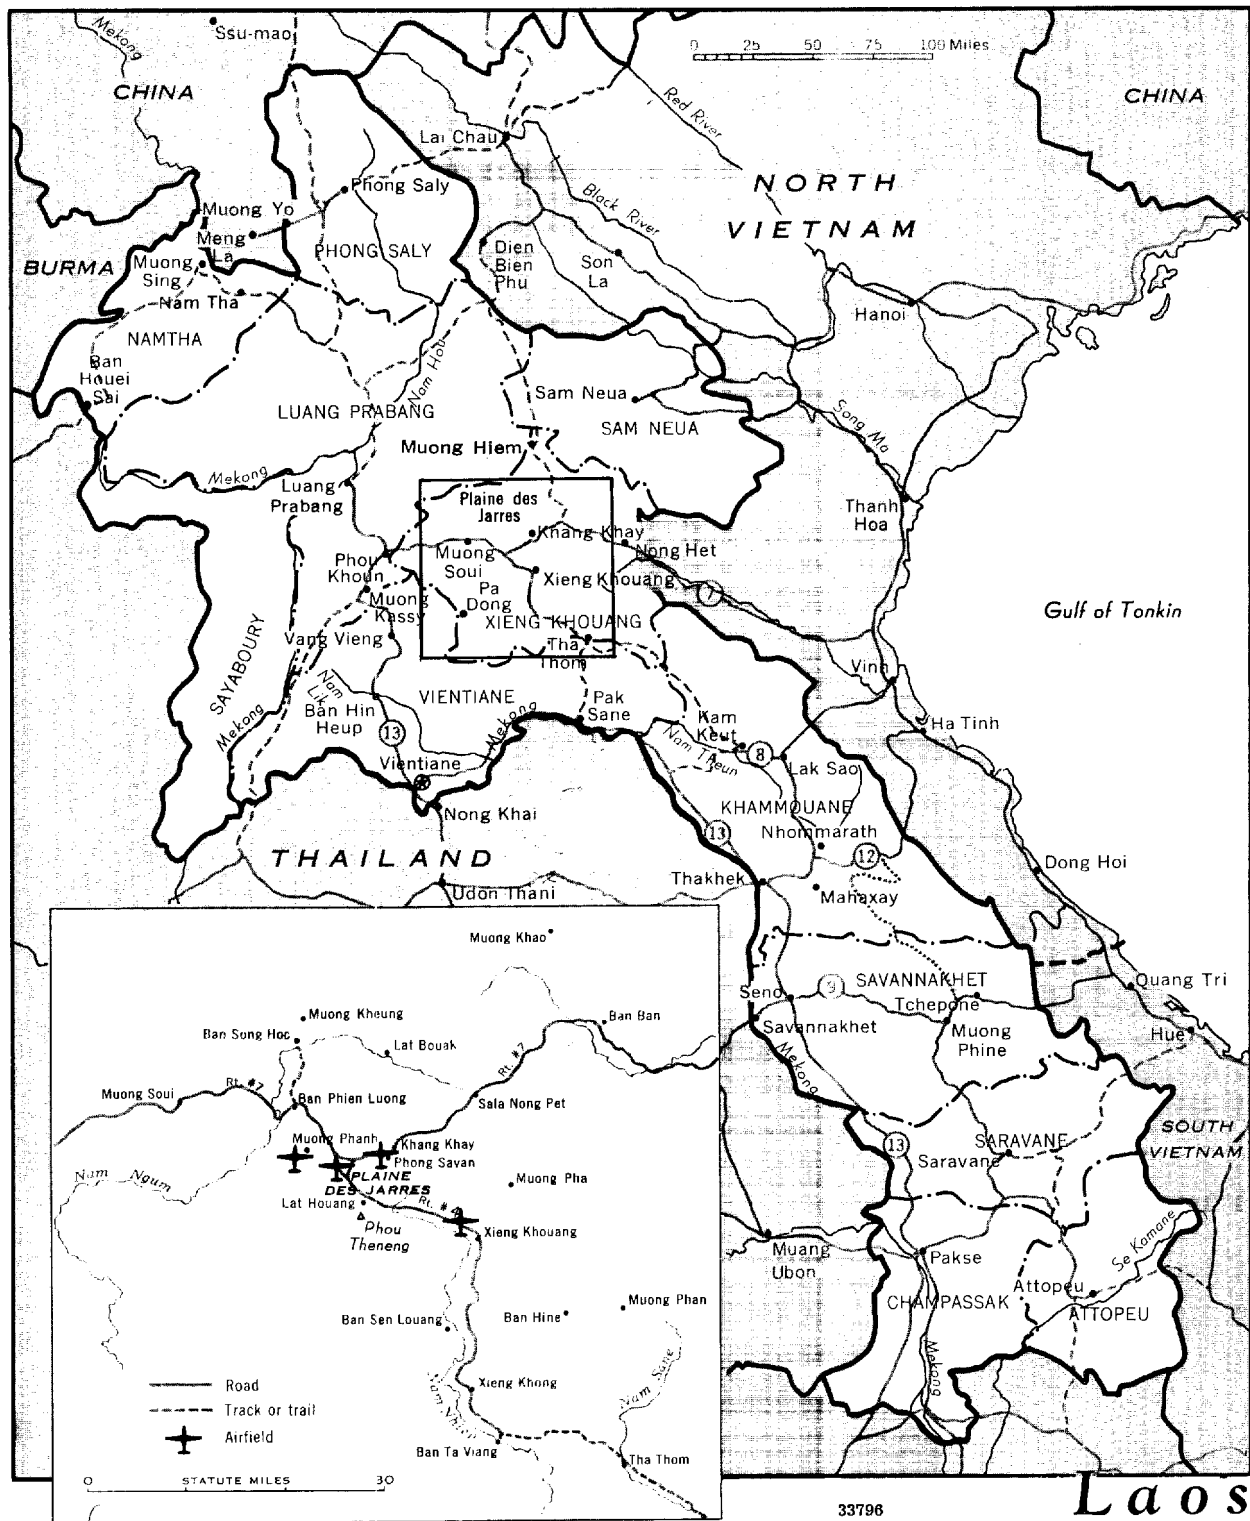 Ssu-mao
Mekong
CHINA
0 25 50 75 100 Miles
CHINA
Red River
Lai Chau
NORTH
VIETNAM
Phong Saly
Black River
Muong Yo
Meng
La
PHONG SALY
BURMA
Muong
Sing
Dien
Bien
Phu
Son
La
Nam Tha
Hanoi
NAMTHA
Ban
Houei
Sai
Nam Hou
Sam Neua
LUANG PRABANG
SAM NEUA
Song Ma
Muong Hiem
Mekong
Luang
Prabang
Plaine des
Jarres
Thanh
Hoa
Khang Khay
Nong Het
Phou
Khoun
Muong
Soui
Xieng Khouang
7
Muong
Kassy
Pa
Dong
Gulf of Tonkin
XIENG KHOUANG
Vang Vieng
Tha
Thom
SAYABOURY
Vinh
Nam
Lik
VIENTIANE
Mekong
Ban Hin
Heup
13
Mekong
Pak
Sane
Kam
Keut
Ha Tinh
Nam Theun
8
Lak Sao
Vientiane
Nong Khai
KHAMMOUANE
13
Nhommarath
12
THAILAND
Dong Hoi
Thakhek
Udon Thani
Mahaxay
Muong Khao
SAVANNAKHET
Quang Tri
Seno
9
Tchepone
Savannakhet
Muong
Phine
Hue
Mekong
Muong Kheung
Ban Song Hoc
Lat Bouak
Ban Ban
Rt. #7
Muong Soui
Rt. #7
Ban Phien Luong
Sala Nong Pet
Muong Phanh
Khang Khay
Phong Savan
Nam Ngum
PLAINE
DES JARRES
Muong Pha
Lat Houang
Rt. #4
Phou
Theneng
Xieng Khouang
13
SARAVANE
Saravane
SOUTH
VIETNAM
Muang
Ubon
Pakse
Se Kamane
Attopeu
CHAMPASSAK
ATTOPEU
Mekong
Ban Sen Louang
Ban Hine
Muong Phan
Nam Sane
Xieng Khong
Ban Ta Viang
Tha Thom
Road
Track or trail
Airfield
0 STATUTE MILES 30
33796
Laos